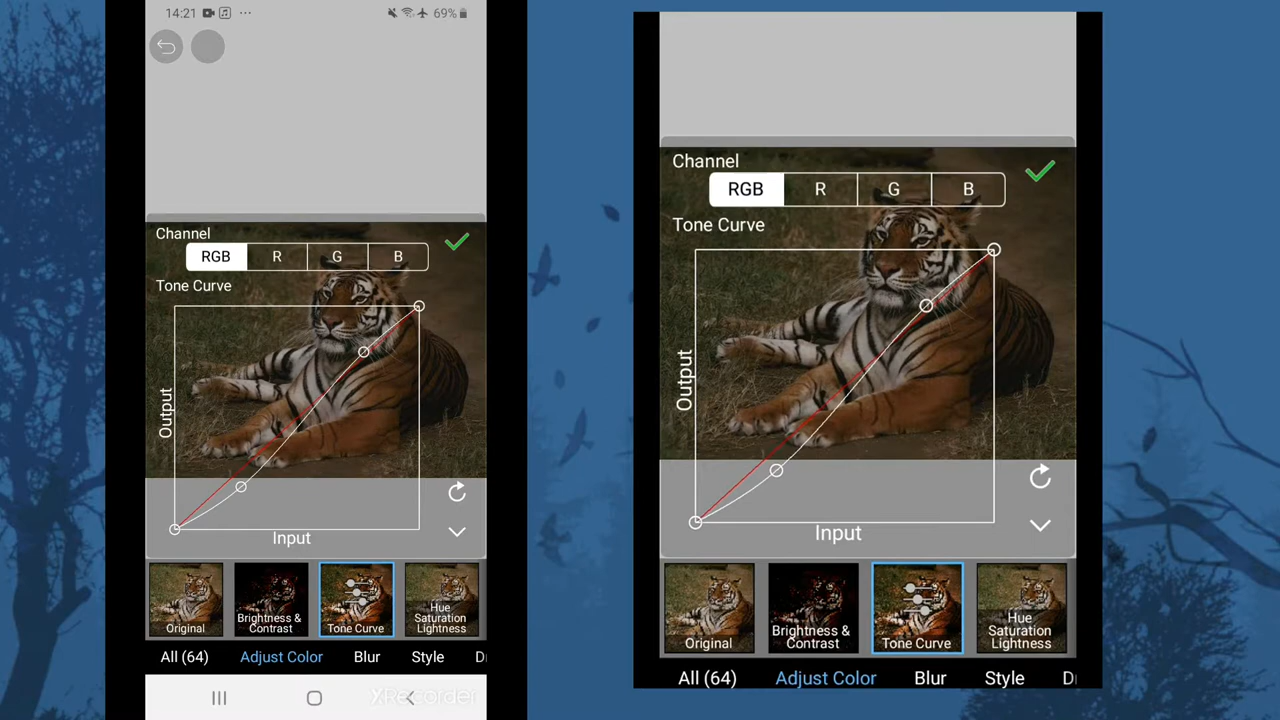 14:21
69%
Channel
RGB R G B
Tone Curve
Output
Input
Original
Brightness &
Contrast
Tone Curve
Hue
Saturation
Lightness
All (64) Adjust Color Blur Style
XRecorder
Channel
RGB R G B
Tone Curve
Output
Input
Original
Brightness &
Contrast
Tone Curve
Hue
Saturation
Lightness
All (64) Adjust Color Blur Style